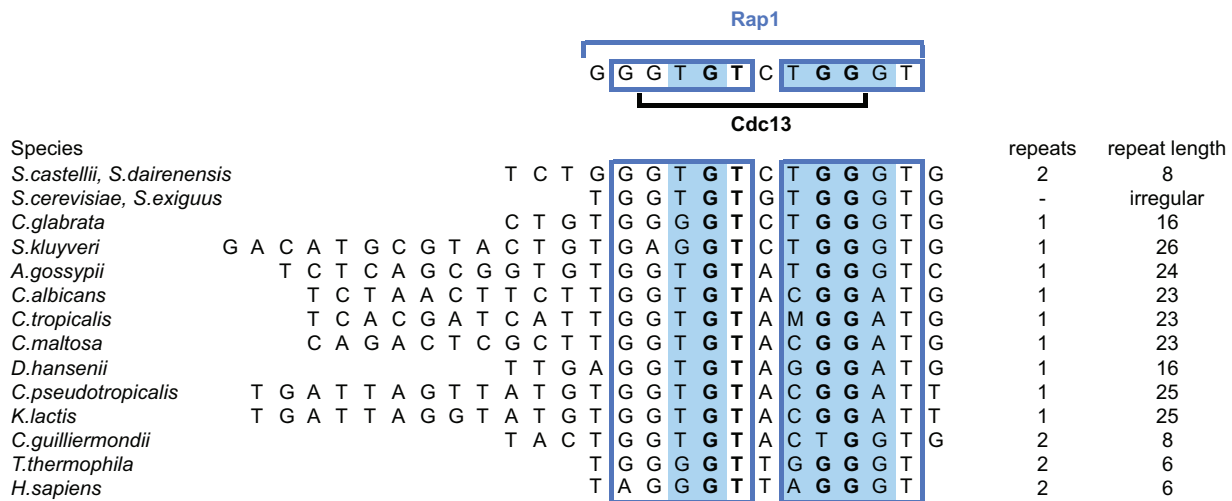 Rap1
G G G T G T C T G G G T
Cdc13
Species repeats repeat length
S.castellii, S.dairenensis T C T G G G T G T C T G G G T G 2 8
S.cerevisiae, S.exiguus T G G T G T G T G G G T G - irregular
C.glabrata C T G T G G G G T C T G G G T G 1 16
S.kluyveri G A C A T G C G T A C T G T G A G G T C T G G G T G 1 26
A.gossypii T C T C A G C G G T G T G G T G T A T G G G T C 1 24
C.albicans T C T A A C T T C T T G G T G T A C G G A T G 1 23
C.tropicalis T C A C G A T C A T T G G T G T A M G G A T G 1 23
C.maltosa C A G A C T C G C T T G G T G T A C G G A T G 1 23
D.hansenii T T G A G G T G T A G G G A T G 1 16
C.pseudotropicalis T G A T T A G T T A T G T G G T G T A C G G A T T 1 25
K.lactis T G A T T A G G T A T G T G G T G T A C G G A T T 1 25
C.guilliermondii T A C T G G T G T A C T G G T G 2 8
T.thermophila T G G G G T T G G G G T 2 6
H.sapiens T A G G G T T A G G G T 2 6